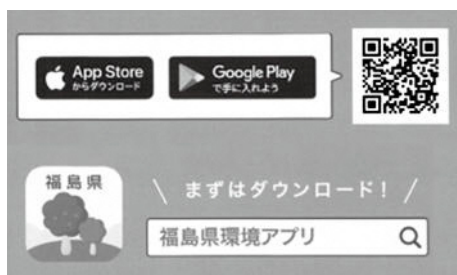 App Store
からダウンロード
Google Play
で手に入れよう
福島県
まずはダウンロード!
福島県環境アプリ